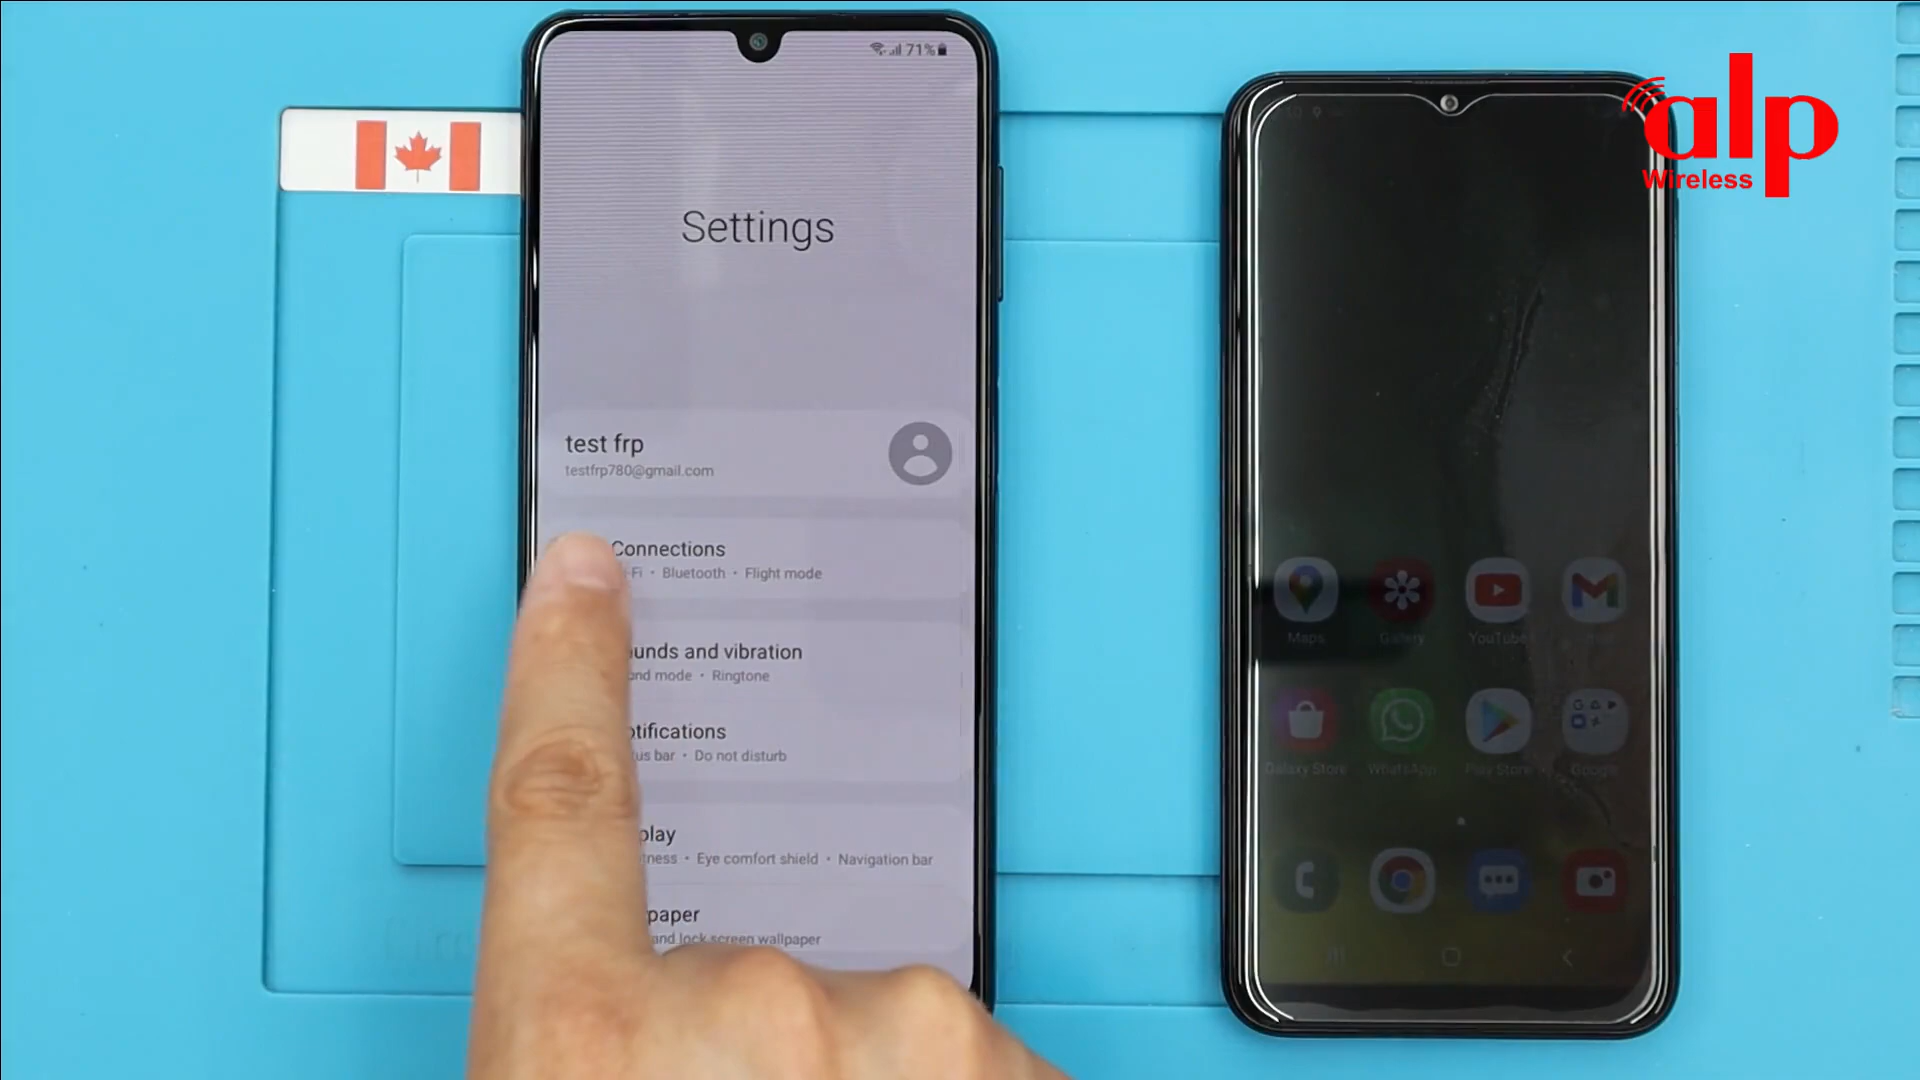 71%
Settings
test frp
testfrp780@gmail.com
Connections
-Fi • Bluetooth • Flight mode
unds and vibration
nd mode • Ringtone
otifications
us bar • Do not disturb
play
tness • Eye comfort shield • Navigation bar
paper
and lock screen wallpaper
alp
Wireless
Maps
Gallery
YouTube
Galaxy Store
WhatsApp
Play Store
Google